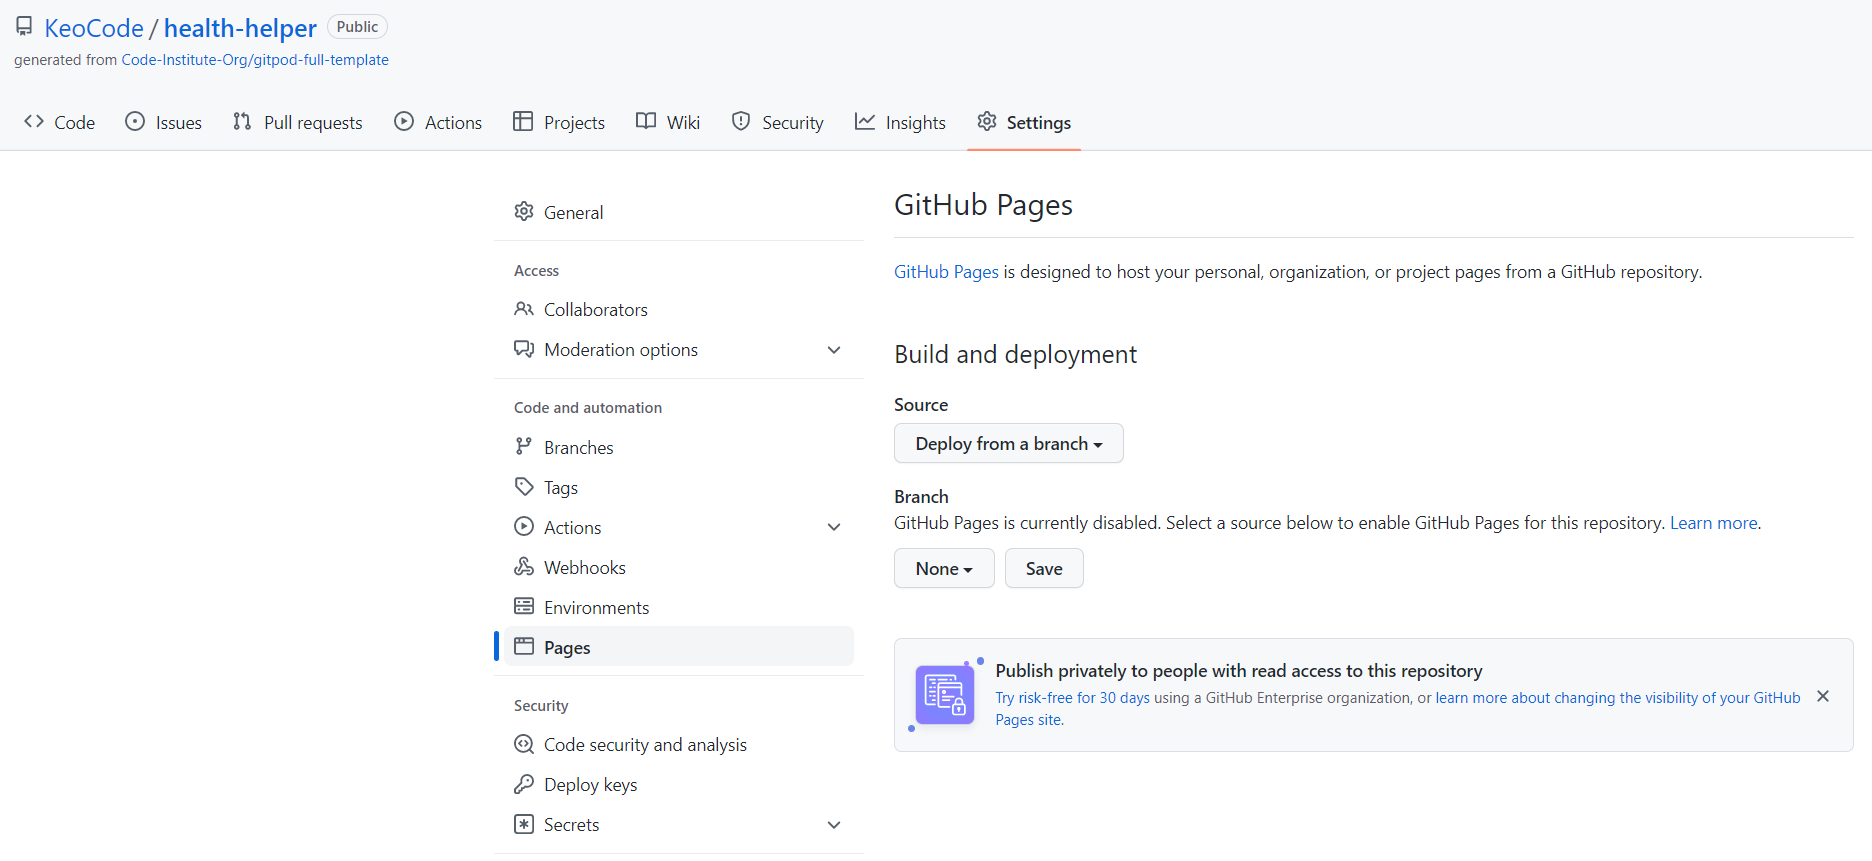 KeoCode / health-helper Public
generated from Code-Institute-Org/gitpod-full-template
Code Issues Pull requests Actions Projects Wiki Security Insights Settings
General
Access
Collaborators
Moderation options
Code and automation
Branches
Tags
Actions
Webhooks
Environments
Pages
Security
Code security and analysis
Deploy keys
Secrets
GitHub Pages
GitHub Pages is designed to host your personal, organization, or project pages from a GitHub repository.
Build and deployment
Source
Deploy from a branch
Branch
GitHub Pages is currently disabled. Select a source below to enable GitHub Pages for this repository. Learn more.
None Save
Publish privately to people with read access to this repository
Try risk-free for 30 days using a GitHub Enterprise organization, or learn more about changing the visibility of your GitHub
Pages site.